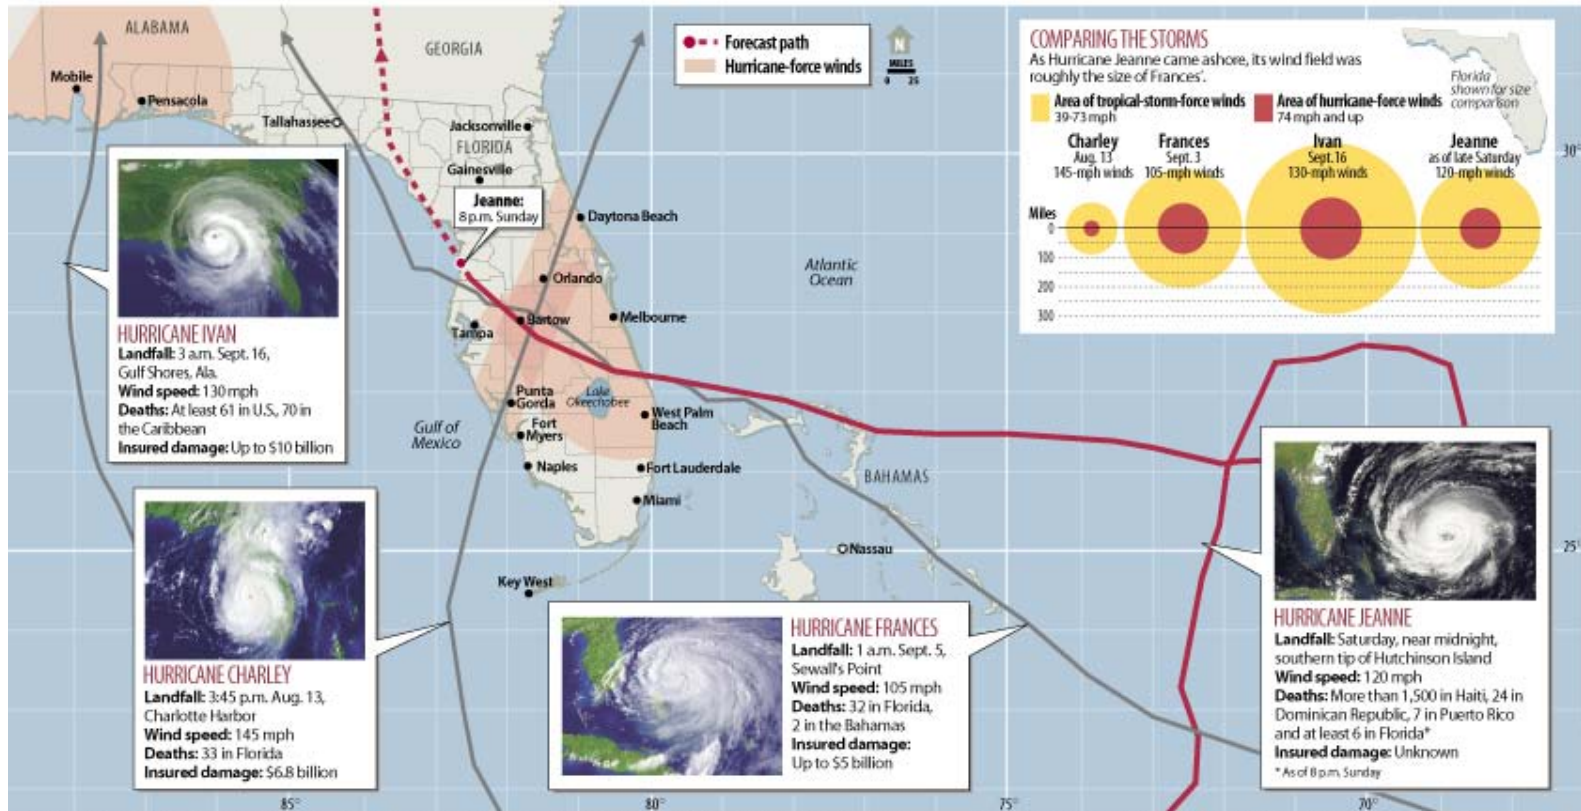 ALABAMA
GEORGIA
Mobile
Pensacola
Tallahassee
Jacksonville
FLORIDA
Gainesville
Jeanne:
8 p.m. Sunday
Daytona Beach
Orlando
Tampa
Bartow
Melbourne
Punta
Gorda
Lake
Okeechobee
West Palm
Beach
Fort
Myers
Gulf of
Mexico
Naples
Fort Lauderdale
Miami
Key West
Atlantic
Ocean
BAHAMAS
Nassau
Forecast path
Hurricane-force winds
N
MILES
0 25
COMPARING THE STORMS
As Hurricane Jeanne came ashore, its wind field was
roughly the size of Frances'.
Florida
shown for size
comparison
Area of tropical-storm-force winds
39-73 mph
Area of hurricane-force winds
74 mph and up
Charley
Aug. 13
145-mph winds
Frances
Sept. 3
105-mph winds
Ivan
Sept. 16
130-mph winds
Jeanne
as of late Saturday
120-mph winds
Miles
0
100
200
300
HURRICANE IVAN
Landfall: 3 a.m. Sept. 16,
Gulf Shores, Ala.
Wind speed: 130 mph
Deaths: At least 61 in U.S., 70 in
the Caribbean
Insured damage: Up to $10 billion
HURRICANE CHARLEY
Landfall: 3:45 p.m. Aug. 13,
Charlotte Harbor
Wind speed: 145 mph
Deaths: 33 in Florida
Insured damage: $6.8 billion
HURRICANE FRANCES
Landfall: 1 a.m. Sept. 5,
Sewall's Point
Wind speed: 105 mph
Deaths: 32 in Florida,
2 in the Bahamas
Insured damage:
Up to $5 billion
HURRICANE JEANNE
Landfall: Saturday, near midnight,
southern tip of Hutchinson Island
Wind speed: 120 mph
Deaths: More than 1,500 in Haiti, 24 in
Dominican Republic, 7 in Puerto Rico
and at least 6 in Florida*
Insured damage: Unknown
* As of 8 p.m. Sunday
30°
25°
85°
80°
75°
70°